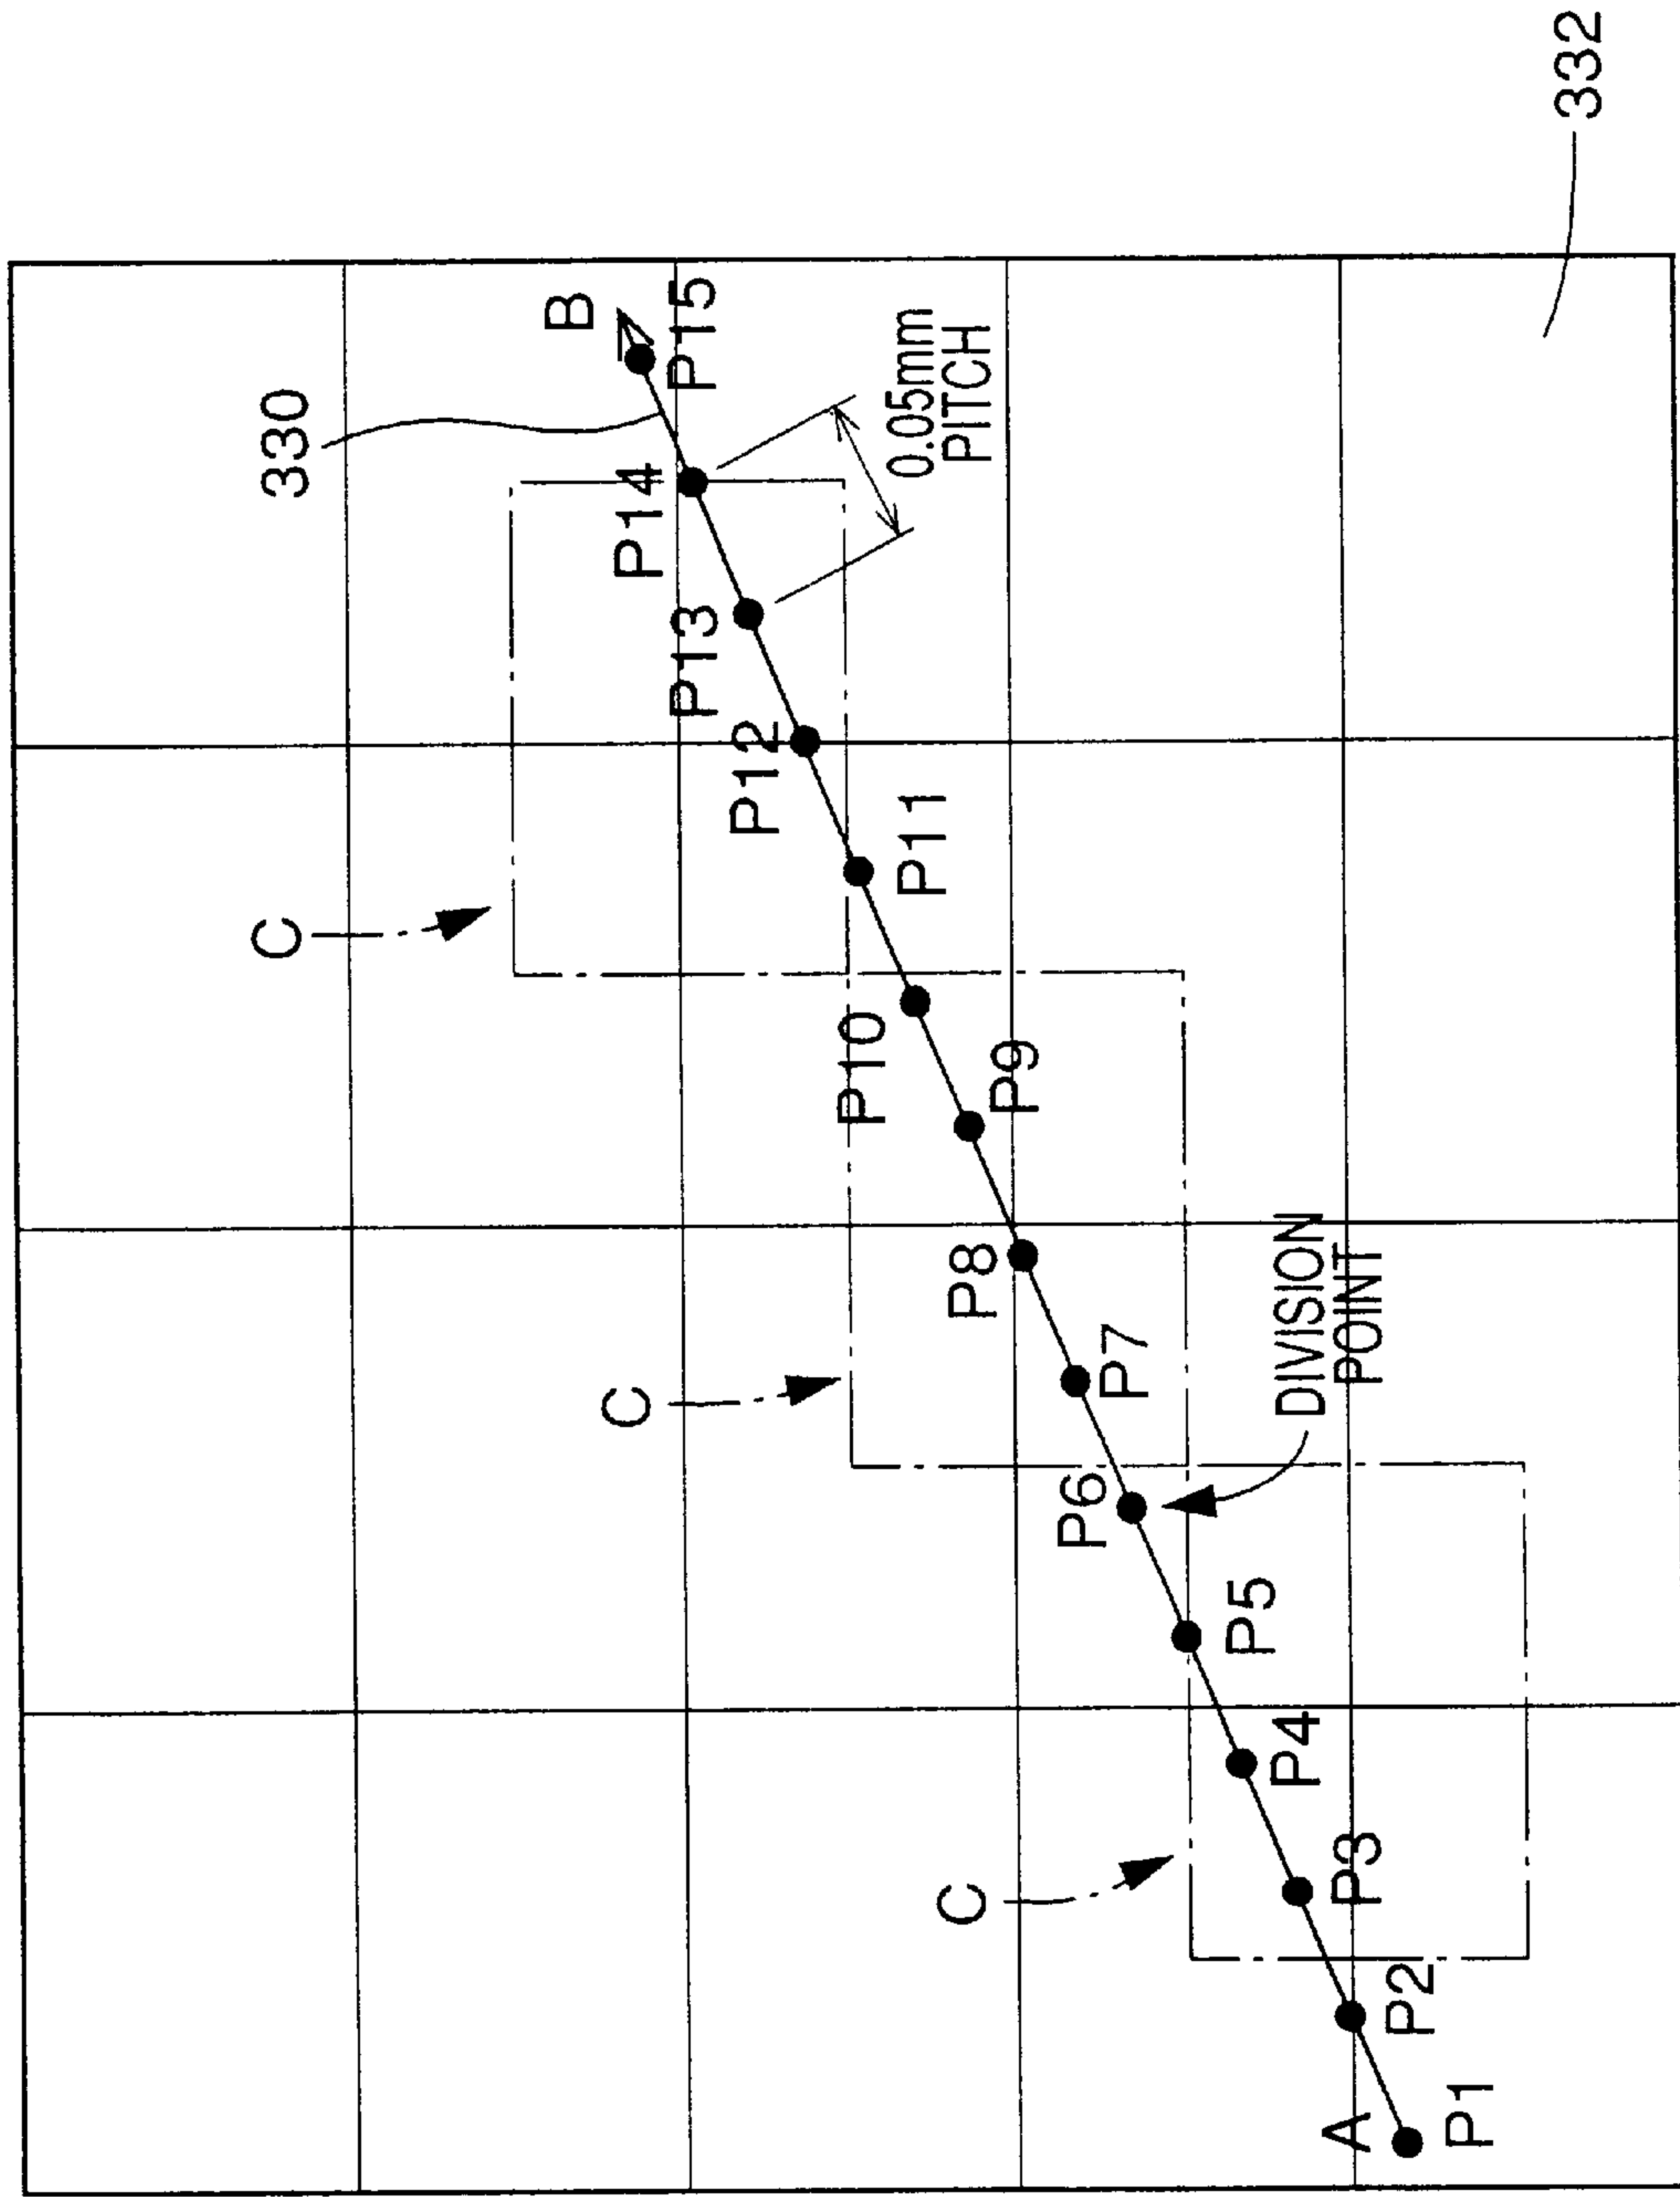 332
330
B
P15
P14
0.05mm
PITCH
P13
P12
C
P11
P10
P9
C
P8
P7
DIVISION
POINT
P6
P5
P4
C
P3
P2
A
P1